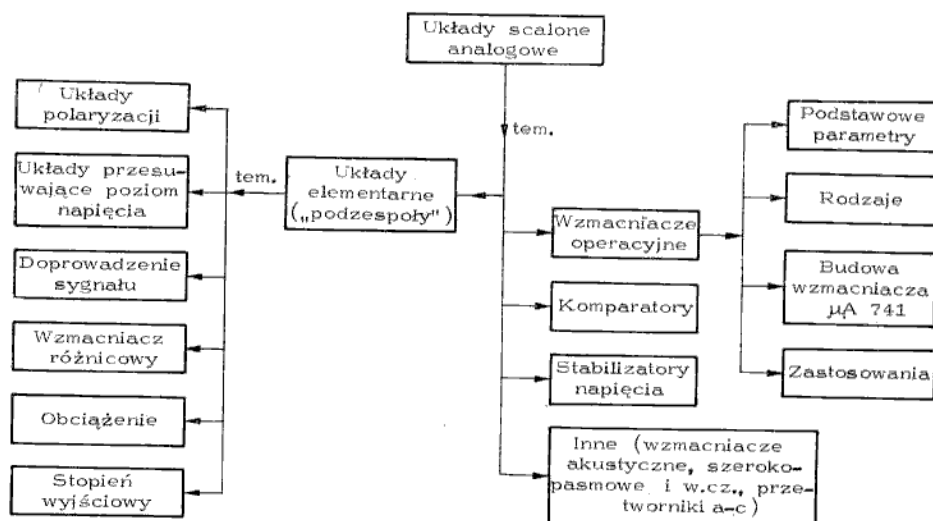 Układy scalone
analogowe
tem.
Układy
polaryzacji
Układy przesu-
wające poziom
napięcia
Doprowadzenie
sygnału
Wzmacniacz
różnicowy
Obciążenie
Stopień
wyjściowy
tem.
Układy
elementarne
(„podzespoły")
Wzmacniacze
operacyjne
Komparatory
Stabilizatory
napięcia
Inne (wzmacniacze
akustyczne, szeroko-
pasmowe i w.cz., prze-
tworniki a-c)
Podstawowe
parametry
Rodzaje
Budowa
wzmacniacza
μA 741
Zastosowania